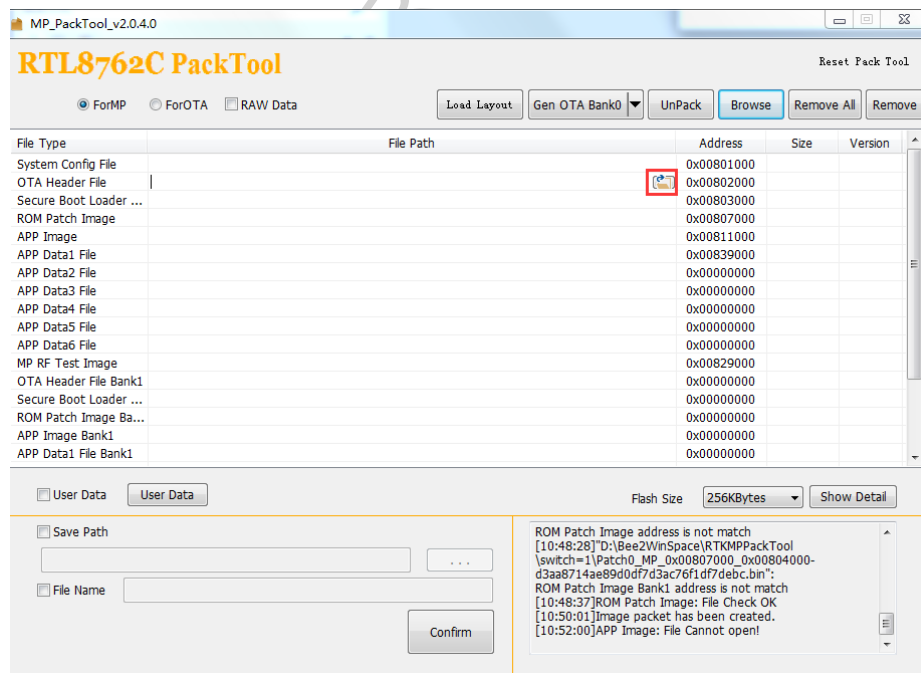 MP_PackTool_v2.0.4.0
RTL8762C PackTool
Reset Pack Tool
ForMP ForOTA RAW Data Load Layout Gen OTA Bank0 UnPack Browse Remove All Remove
File Type File Path Address Size Version
System Config File 0x00801000
OTA Header File 0x00802000
Secure Boot Loader ... 0x00803000
ROM Patch Image 0x00807000
APP Image 0x00811000
APP Data1 File 0x00839000
APP Data2 File 0x00000000
APP Data3 File 0x00000000
APP Data4 File 0x00000000
APP Data5 File 0x00000000
APP Data6 File 0x00000000
MP RF Test Image 0x00829000
OTA Header File Bank1 0x00000000
Secure Boot Loader ... 0x00000000
ROM Patch Image Ba... 0x00000000
APP Image Bank1 0x00000000
APP Data1 File Bank1 0x00000000
User Data User Data Flash Size 256KBytes Show Detail
Save Path
...
File Name
Confirm
ROM Patch Image address is not match
[10:48:28]"D:\Bee2WinSpace\RTKMPPackTool
\switch=1\Patch0_MP_0x00807000_0x00804000-
d3aa8714ae89d0df7d3ac76f1df7debc.bin":
ROM Patch Image Bank1 address is not match
[10:48:37]ROM Patch Image: File Check OK
[10:50:01]Image packet has been created.
[10:52:00]APP Image: File Cannot open!